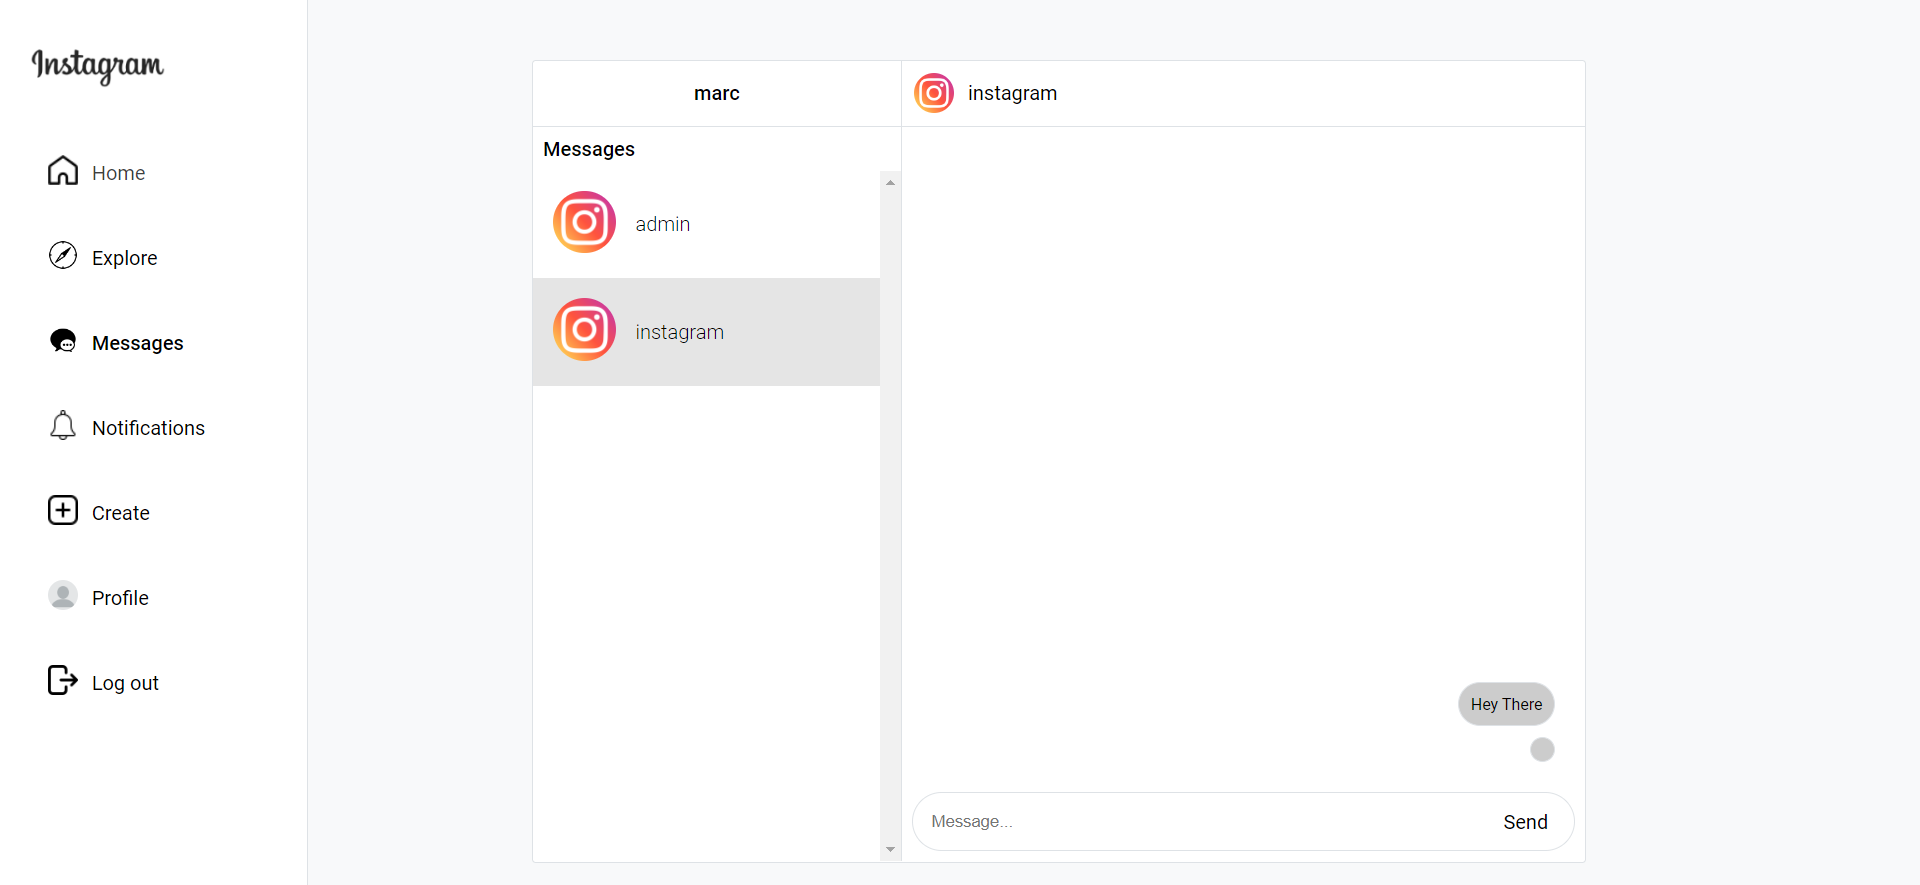 Instagram
Home
Explore
Messages
Notifications
Create
Profile
Log out
marc
Messages
admin
instagram
instagram
Hey There
Message...
Send